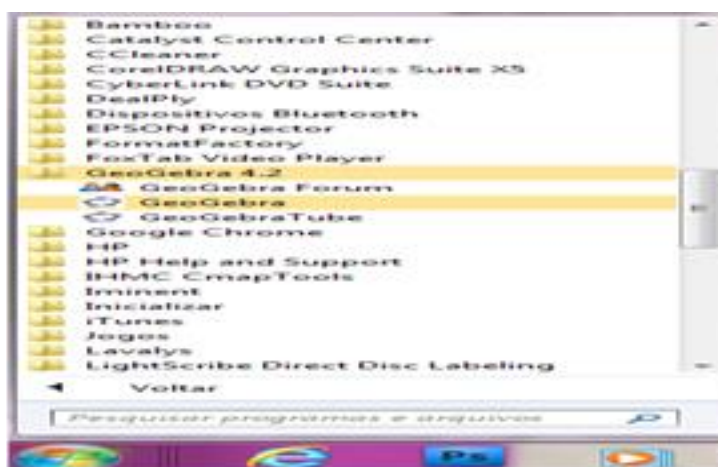 Bamboo
Catalyst Control Center
CCleaner
CorelDRAW Graphics Suite X5
CyberLink DVD Suite
DealPly
Dispositivos Bluetooth
EPSON Projector
FormatFactory
FoxTab Video Player
GeoGebra 4.2
GeoGebra Forum
GeoGebra
GeoGebraTube
Google Chrome
HP
HP Help and Support
IHMC CmapTools
Iminent
Inicializar
iTunes
Jogos
Lavalys
LightScribe Direct Disc Labeling
Voltar
Pesquisar programas e arquivos
Ps